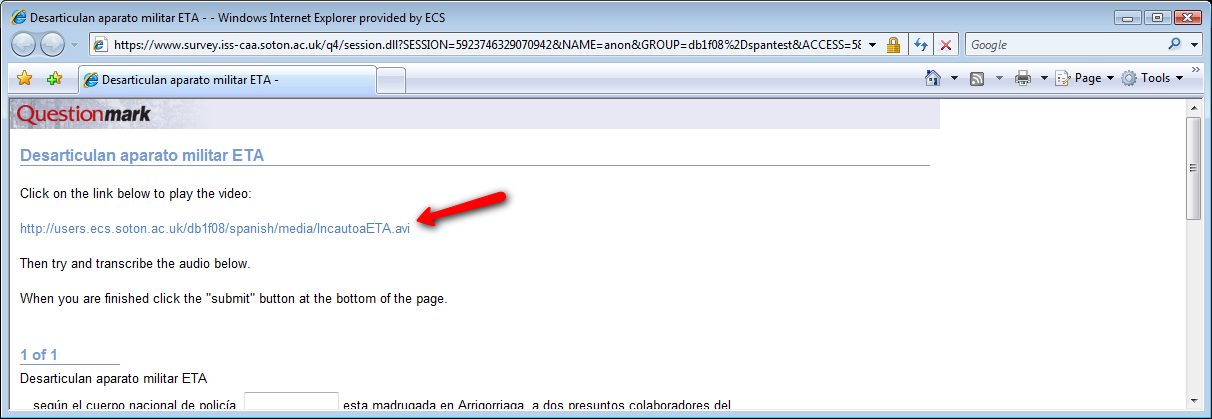 Desarticulan aparato militar ETA - - Windows Internet Explorer provided by ECS
https://www.survey.iss-caa.soton.ac.uk/q4/session.dll?SESSION=5923746329070942&NAME=anon&GROUP=db1f08%2Dspantest&ACCESS=58
Google
Desarticulan aparato militar ETA -
Page
Tools
Questionmark
Desarticulan aparato militar ETA
Click on the link below to play the video:
http://users.ecs.soton.ac.uk/db1f08/spanish/media/IncautoaETA.avi
Then try and transcribe the audio below.
When you are finished click the "submit" button at the bottom of the page.
1 of 1
Desarticulan aparato militar ETA
...según el cuerpo nacional de policía, esta madrugada en Arrigorriaga, a dos presuntos colaboradores del